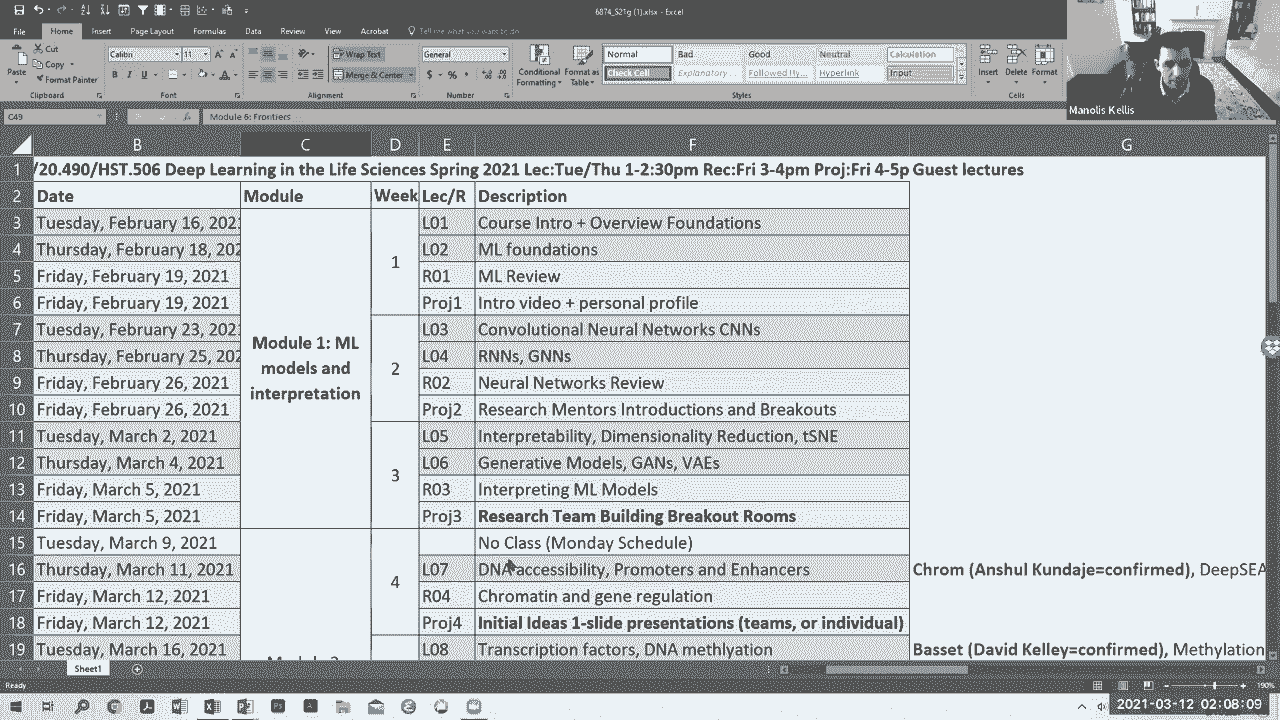 6874_S21g (1).xlsx - Excel
File Home Insert Page Layout Formulas Data Review View Acrobat Tell me what you want to do
Paste
Cut
Copy
Format Painter
Calibri 11
B I U
Wrap Text
Merge & Center
General
$ % ,
Conditional Formatting
Format as Table
Normal Bad Good Neutral Calculation
Check Cell Explanatory... Followed Hy... Hyperlink Input
Insert Delete Format
Clipboard Font Alignment Number Styles Cells
Manolis Kellis
C49 Module 6: Frontiers
B C D E F G
1 /20.490/HST.506 Deep Learning in the Life Sciences Spring 2021 Lec:Tue/Thu 1-2:30pm Rec:Fri 3-4pm Proj:Fri 4-5p Guest lectures
2 Date Module Week Lec/R Description
3 Tuesday, February 16, 202 L01 Course Intro + Overview Foundations
4 Thursday, February 18, 202 L02 ML foundations
1
5 Friday, February 19, 2021 R01 ML Review
6 Friday, February 19, 2021 Proj1 Intro video + personal profile
7 Tuesday, February 23, 202 L03 Convolutional Neural Networks CNNs
Module 1: ML
8 Thursday, February 25, 202 L04 RNNs, GNNs
models and 2
9 Friday, February 26, 2021 R02 Neural Networks Review
interpretation
10 Friday, February 26, 2021 Proj2 Research Mentors Introductions and Breakouts
11 Tuesday, March 2, 2021 L05 Interpretability, Dimensionality Reduction, tSNE
12 Thursday, March 4, 2021 L06 Generative Models, GANs, VAEs
3
13 Friday, March 5, 2021 R03 Interpreting ML Models
14 Friday, March 5, 2021 Proj3 Research Team Building Breakout Rooms
15 Tuesday, March 9, 2021 No Class (Monday Schedule)
16 Thursday, March 11, 2021 L07 DNA accessibility, Promoters and Enhancers Chrom (Anshul Kundaje=confirmed), DeepSEA
4
17 Friday, March 12, 2021 R04 Chromatin and gene regulation
18 Friday, March 12, 2021 Proj4 Initial Ideas 1-slide presentations (teams, or individual)
19 Tuesday, March 16, 2021 L08 Transcription factors, DNA methlyation Basset (David Kelley=confirmed), Methylation
Sheet1
Ready
190%
2021-03-12 02:08:09